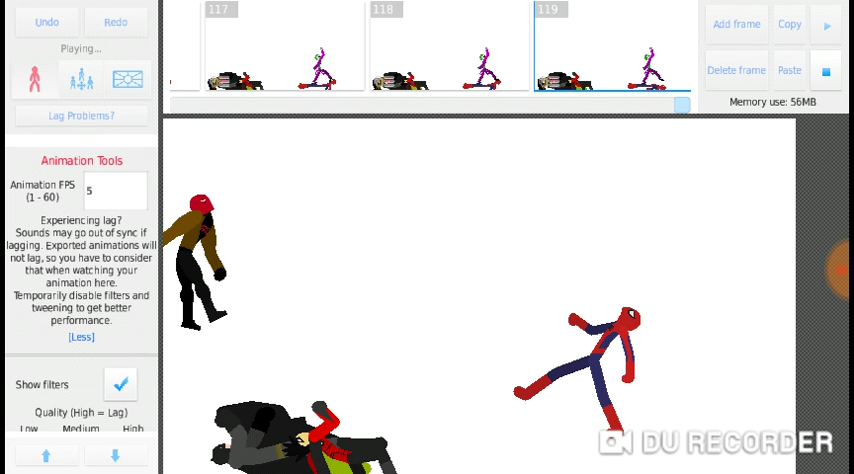 Undo Redo
Playing...
Lag Problems?
Animation Tools
Animation FPS
(1 - 60)
5
Experiencing lag?
Sounds may go out of sync if
lagging. Exported animations will
not lag, so you have to consider
that when watching your
animation here.
Temporarily disable filters and
tweening to get better
performance.
[Less]
Show filters
Quality (High = Lag)
Low Medium High
117 118 119
Add frame Copy
Delete frame Paste
Memory use: 56MB
DU RECORDER